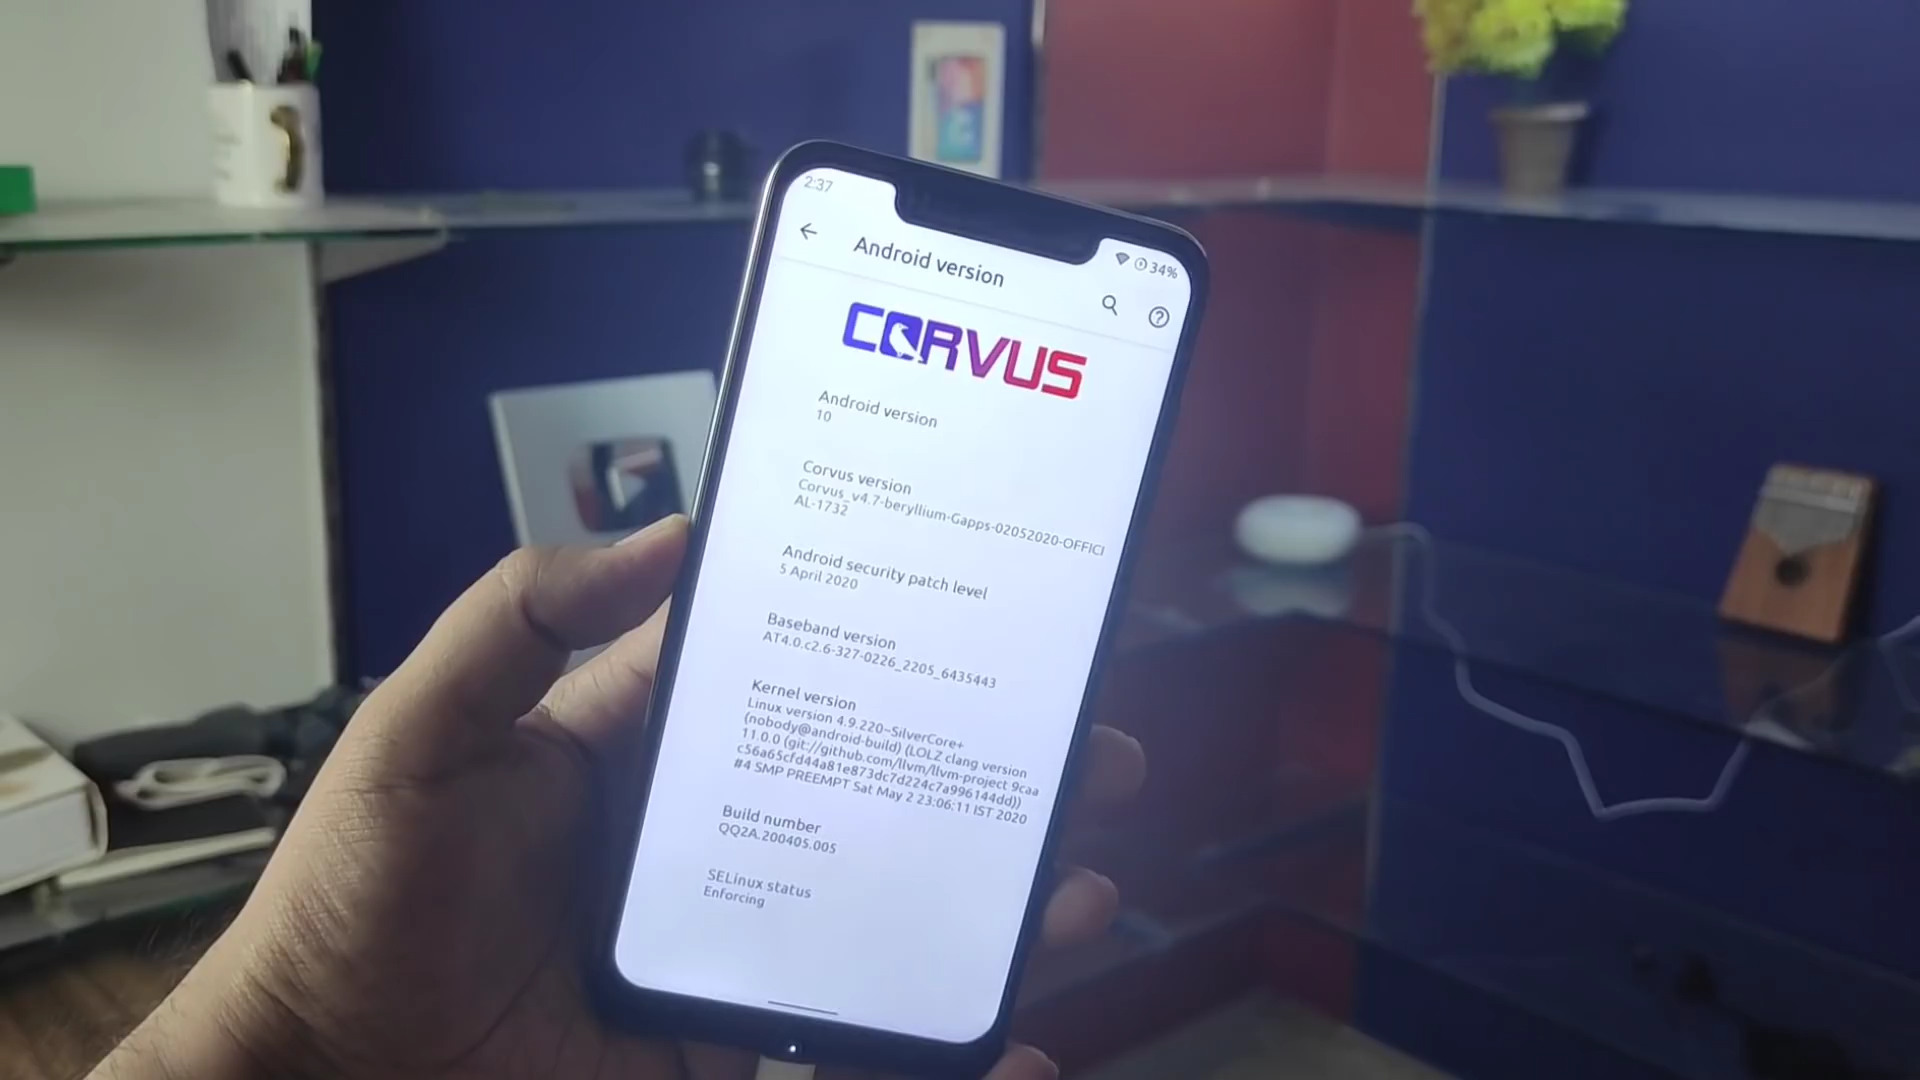 2:37
34%
Android version
CORVUS
Android version
10
Corvus version
Corvus_v4.7-beryllium-Gapps-02052020-OFFICI
AL-1732
Android security patch level
5 April 2020
Baseband version
AT4.0.c2.6-327-0226_2205_6435443
Kernel version
Linux version 4.9.220~SilverCore+
(nobody@android-build) (LOLZ clang version
11.0.0 (git://github.com/llvm/llvm-project 9caa
c56a65cfd44a81e873dc7d224c7a996144dd))
#4 SMP PREEMPT Sat May 2 23:06:11 IST 2020
Build number
QQ2A.200405.005
SELinux status
Enforcing